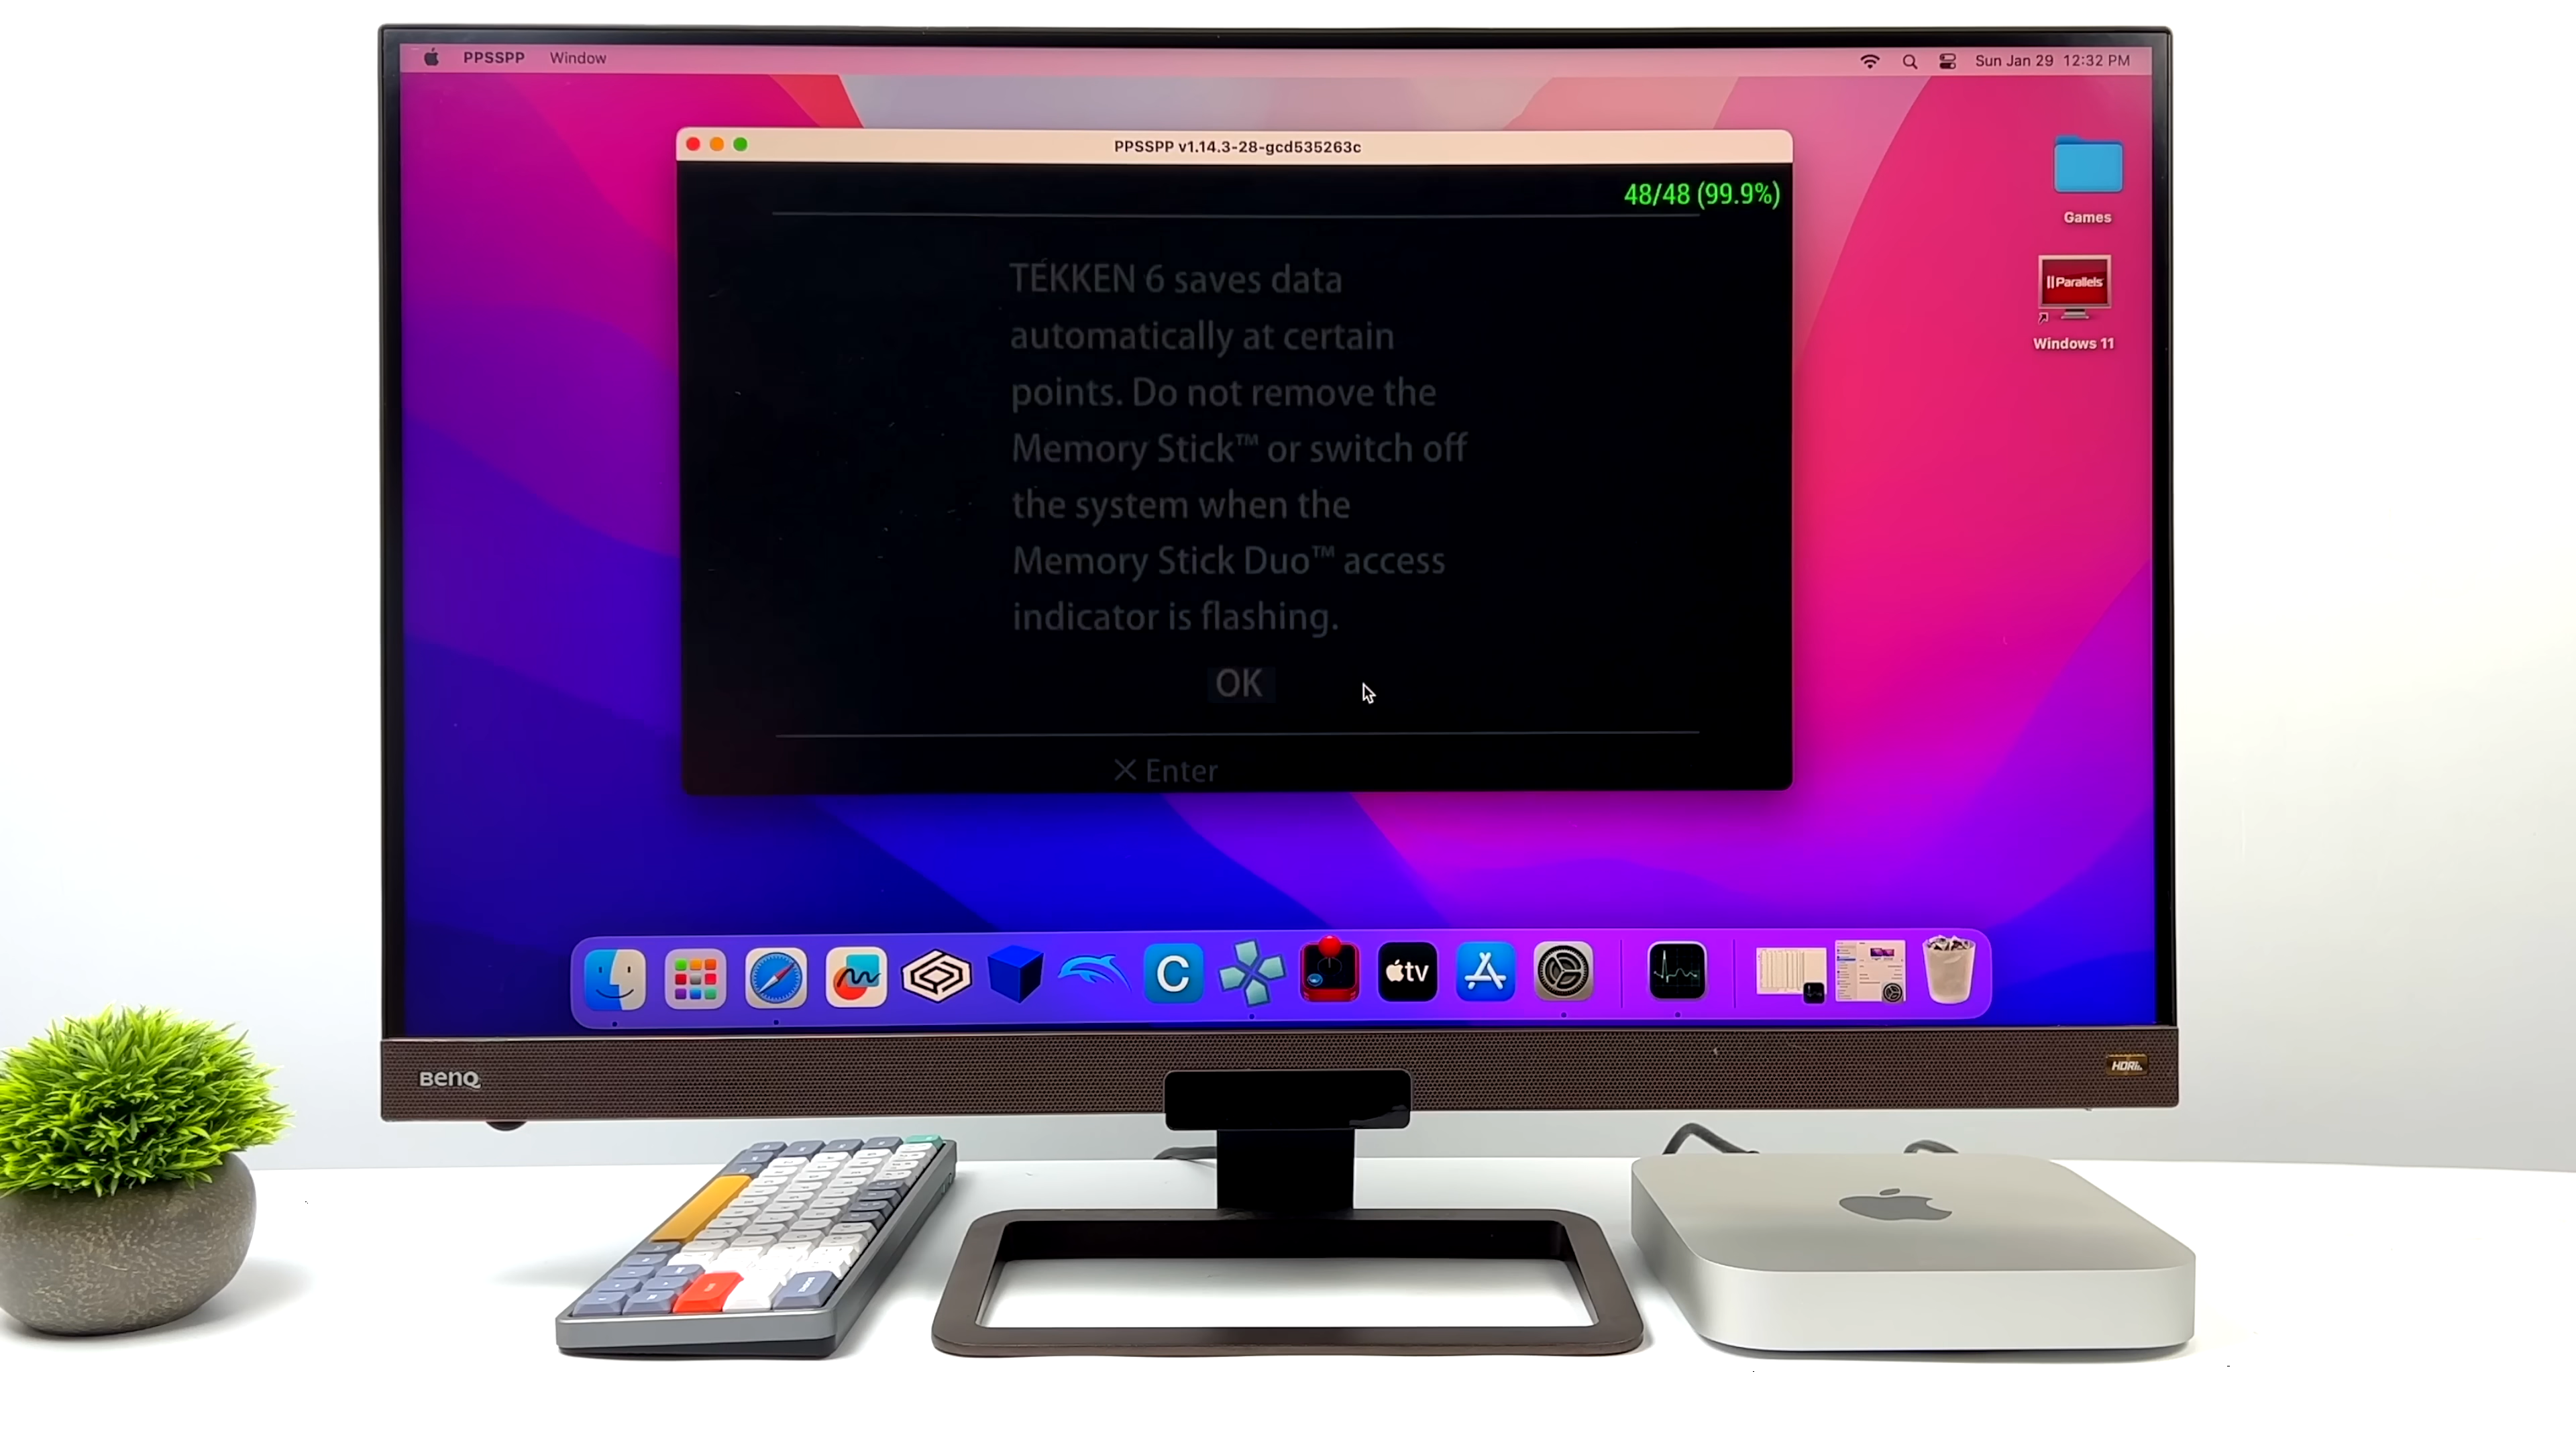 PPSSPP Window
Sun Jan 29 12:32 PM
PPSSPP v1.14.3-28-gcd535263c
48/48 (99.9%)
TEKKEN 6 saves data
automatically at certain
points. Do not remove the
Memory Stick™ or switch off
the system when the
Memory Stick Duo™ access
indicator is flashing.
OK
X Enter
Games
Parallels
Windows 11
C
tv
BenQ
HDRi